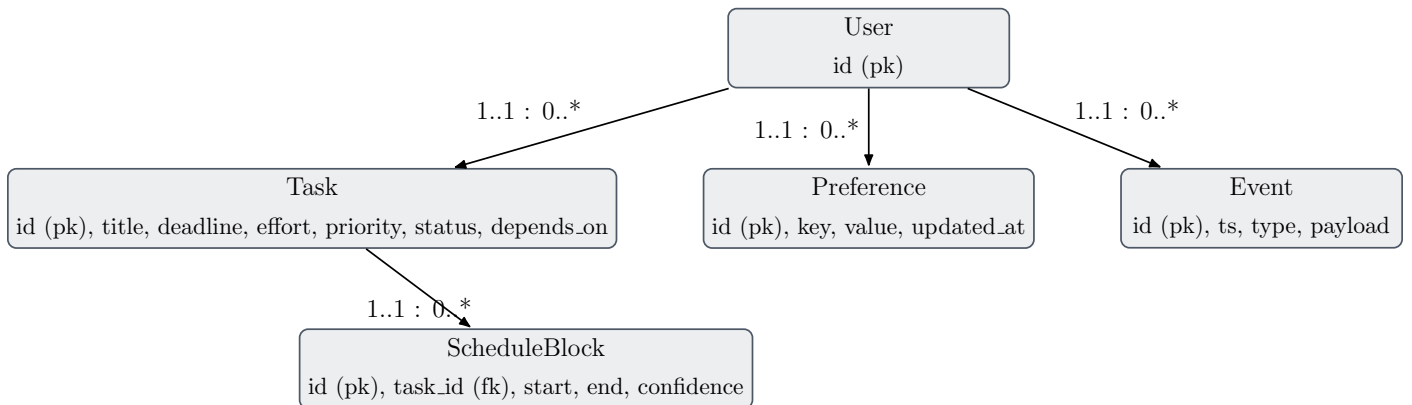 User
id (pk)
1..1 : 0..*
1..1 : 0..*
1..1 : 0..*
Task
id (pk), title, deadline, effort, priority, status, depends_on
Preference
id (pk), key, value, updated_at
Event
id (pk), ts, type, payload
1..1 : 0..*
ScheduleBlock
id (pk), task_id (fk), start, end, confidence